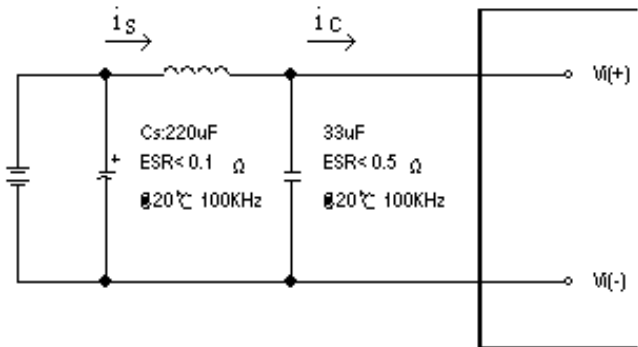 is
ic
Vi(+)
Cs:220uF
ESR<0.1 Ω
@20℃ 100KHz
33uF
ESR<0.5 Ω
@20℃ 100KHz
+
Vi(-)